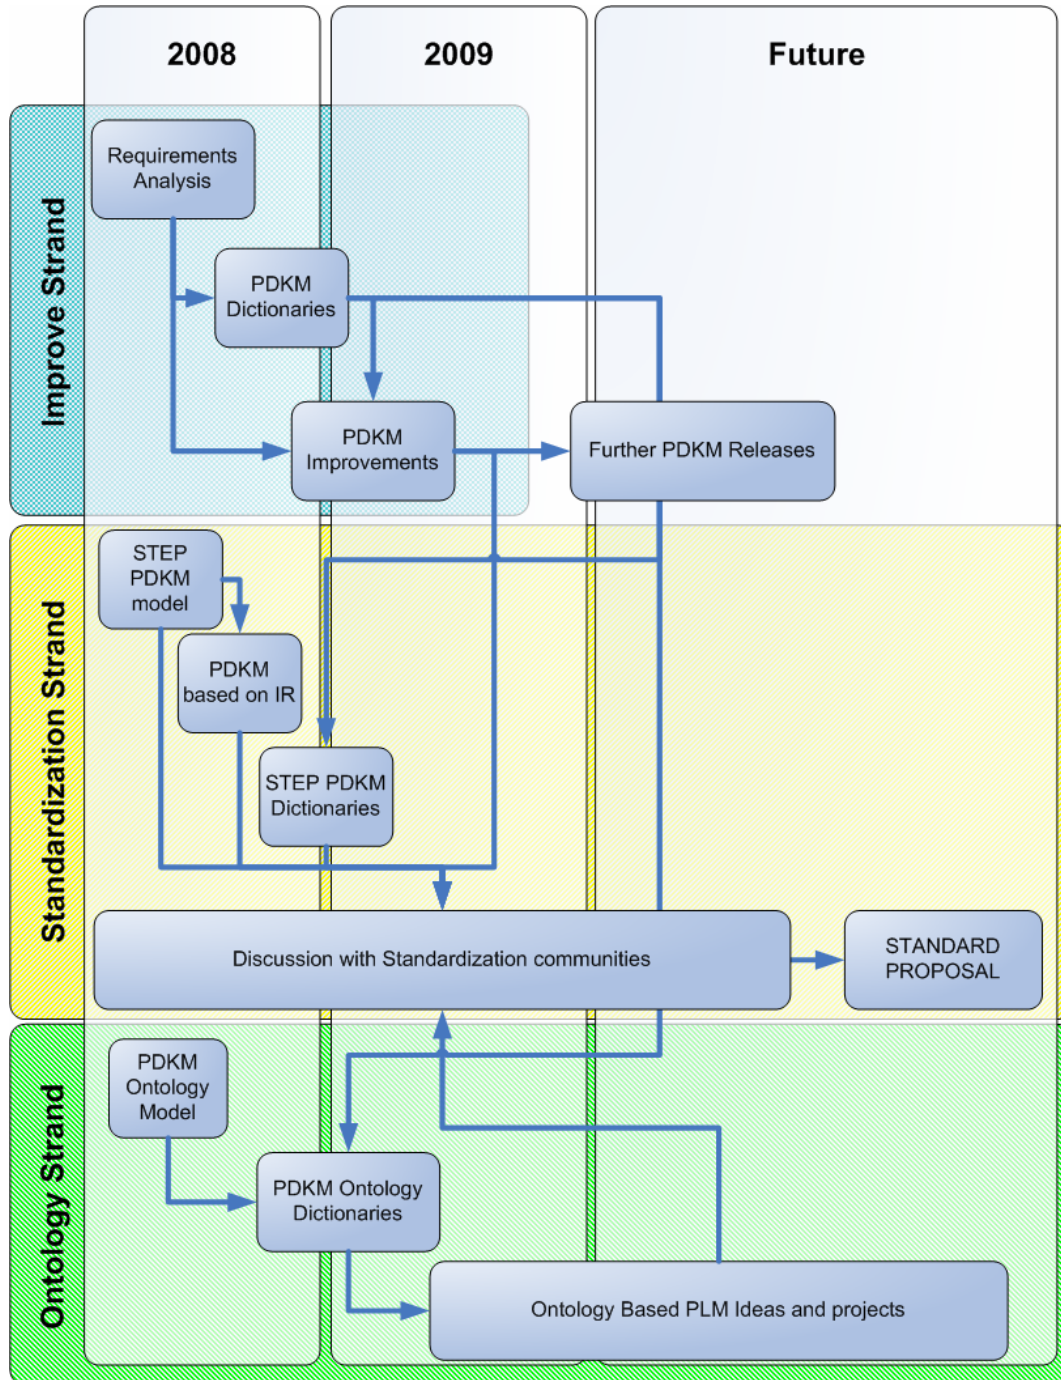 2008
2009
Future
Improve Strand
Requirements
Analysis
PDKM
Dictionaries
PDKM
Improvements
Further PDKM Releases
Standardization Strand
STEP
PDKM
model
PDKM
based on IR
STEP PDKM
Dictionaries
Discussion with Standardization communities
STANDARD
PROPOSAL
Ontology Strand
PDKM
Ontology
Model
PDKM Ontology
Dictionaries
Ontology Based PLM Ideas and projects